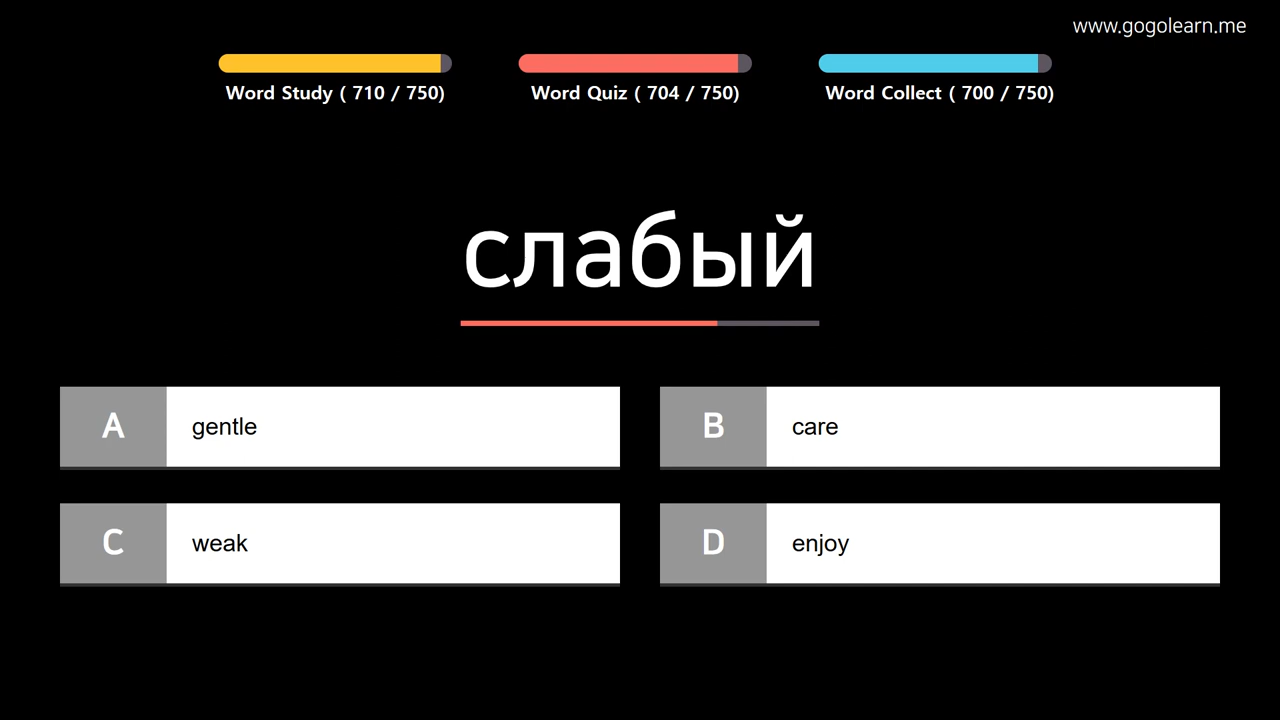 www.gogolearn.me
Word Study ( 710 / 750)
Word Quiz ( 704 / 750)
Word Collect ( 700 / 750)
слабый
A gentle
B care
C weak
D enjoy